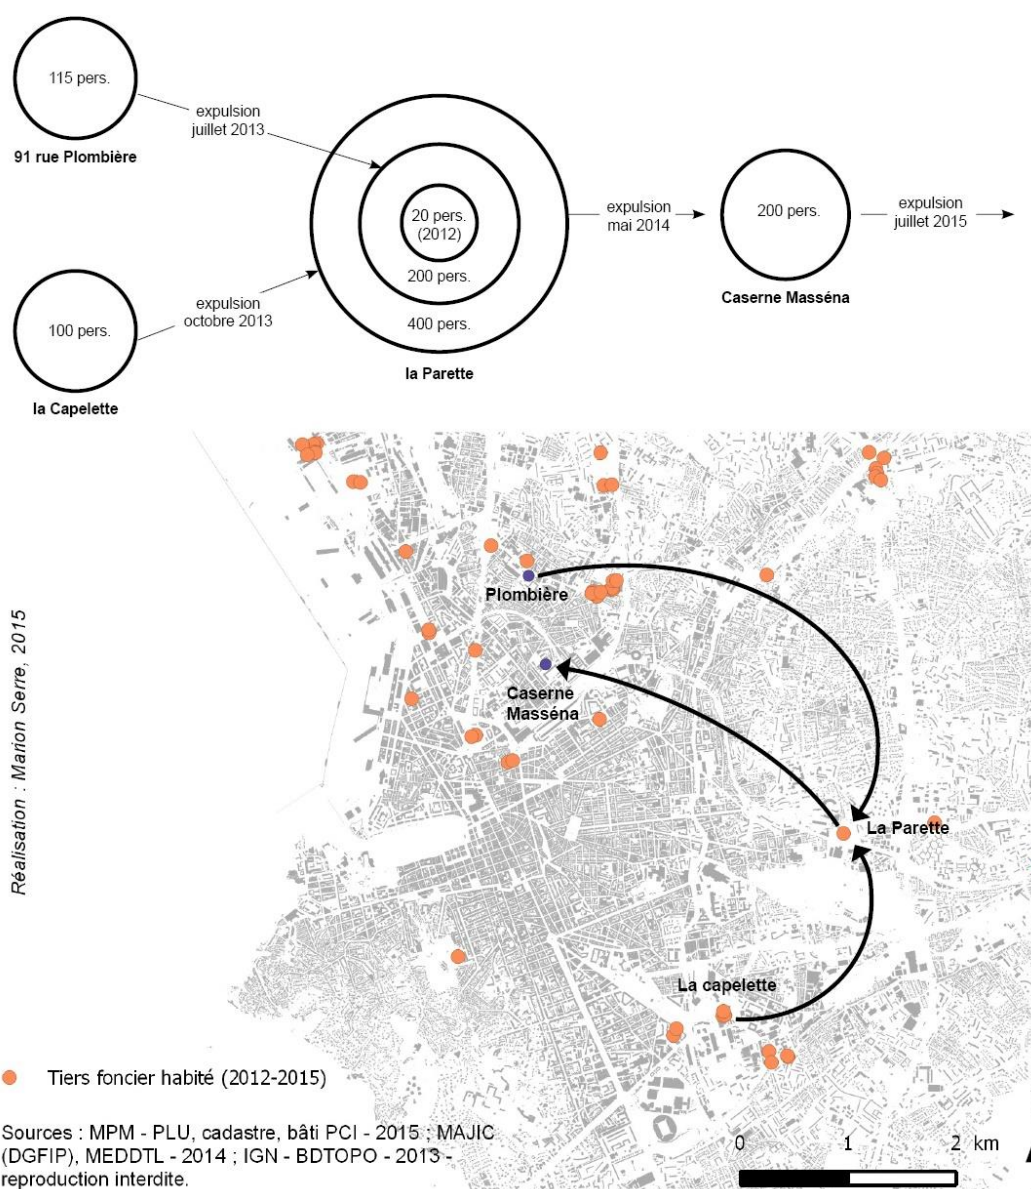 115 pers.
91 rue Plombière
expulsion
juillet 2013
20 pers.
(2012)
200 pers.
400 pers.
la Parette
100 pers.
la Capelette
expulsion
octobre 2013
expulsion
mai 2014
200 pers.
Caserne Masséna
expulsion
juillet 2015
Réalisation : Marion Serre, 2015
Plombière
Caserne
Masséna
La Parette
La capelette
Tiers foncier habité (2012-2015)
Sources : MPM - PLU, cadastre, bâti PCI - 2015 ; MAJIC
(DGFIP), MEDDTL - 2014 ; IGN - BDTOPO - 2013 -
reproduction interdite.
0 1 2 km